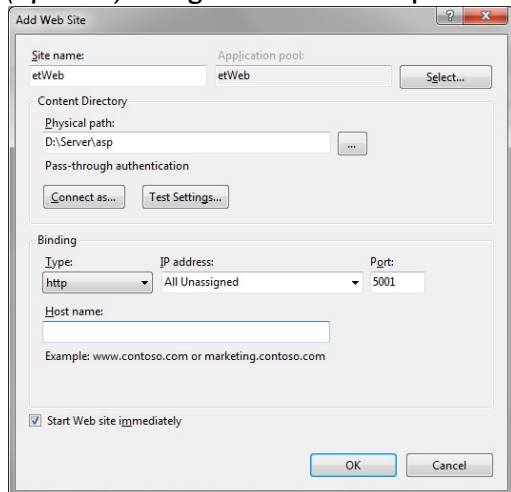 Add Web Site
Site name:
Application pool:
etWeb
etWeb
Select...
Content Directory
Physical path:
D:\Server\asp
...
Pass-through authentication
Connect as...
Test Settings...
Binding
Type:
IP address:
Port:
http
All Unassigned
5001
Host name:
Example: www.contoso.com or marketing.contoso.com
Start Web site immediately
OK
Cancel